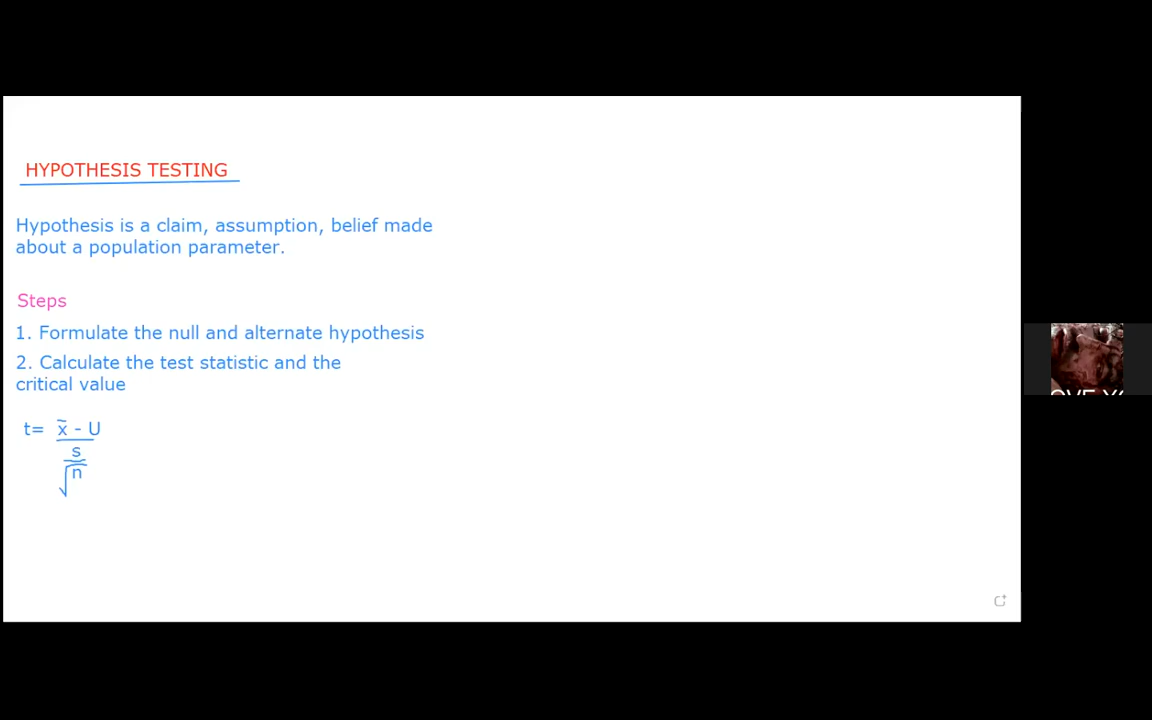 HYPOTHESIS TESTING
Hypothesis is a claim, assumption, belief made
about a population parameter.
Steps
1. Formulate the null and alternate hypothesis
2. Calculate the test statistic and the
critical value
t= x̄ - U
s
√n